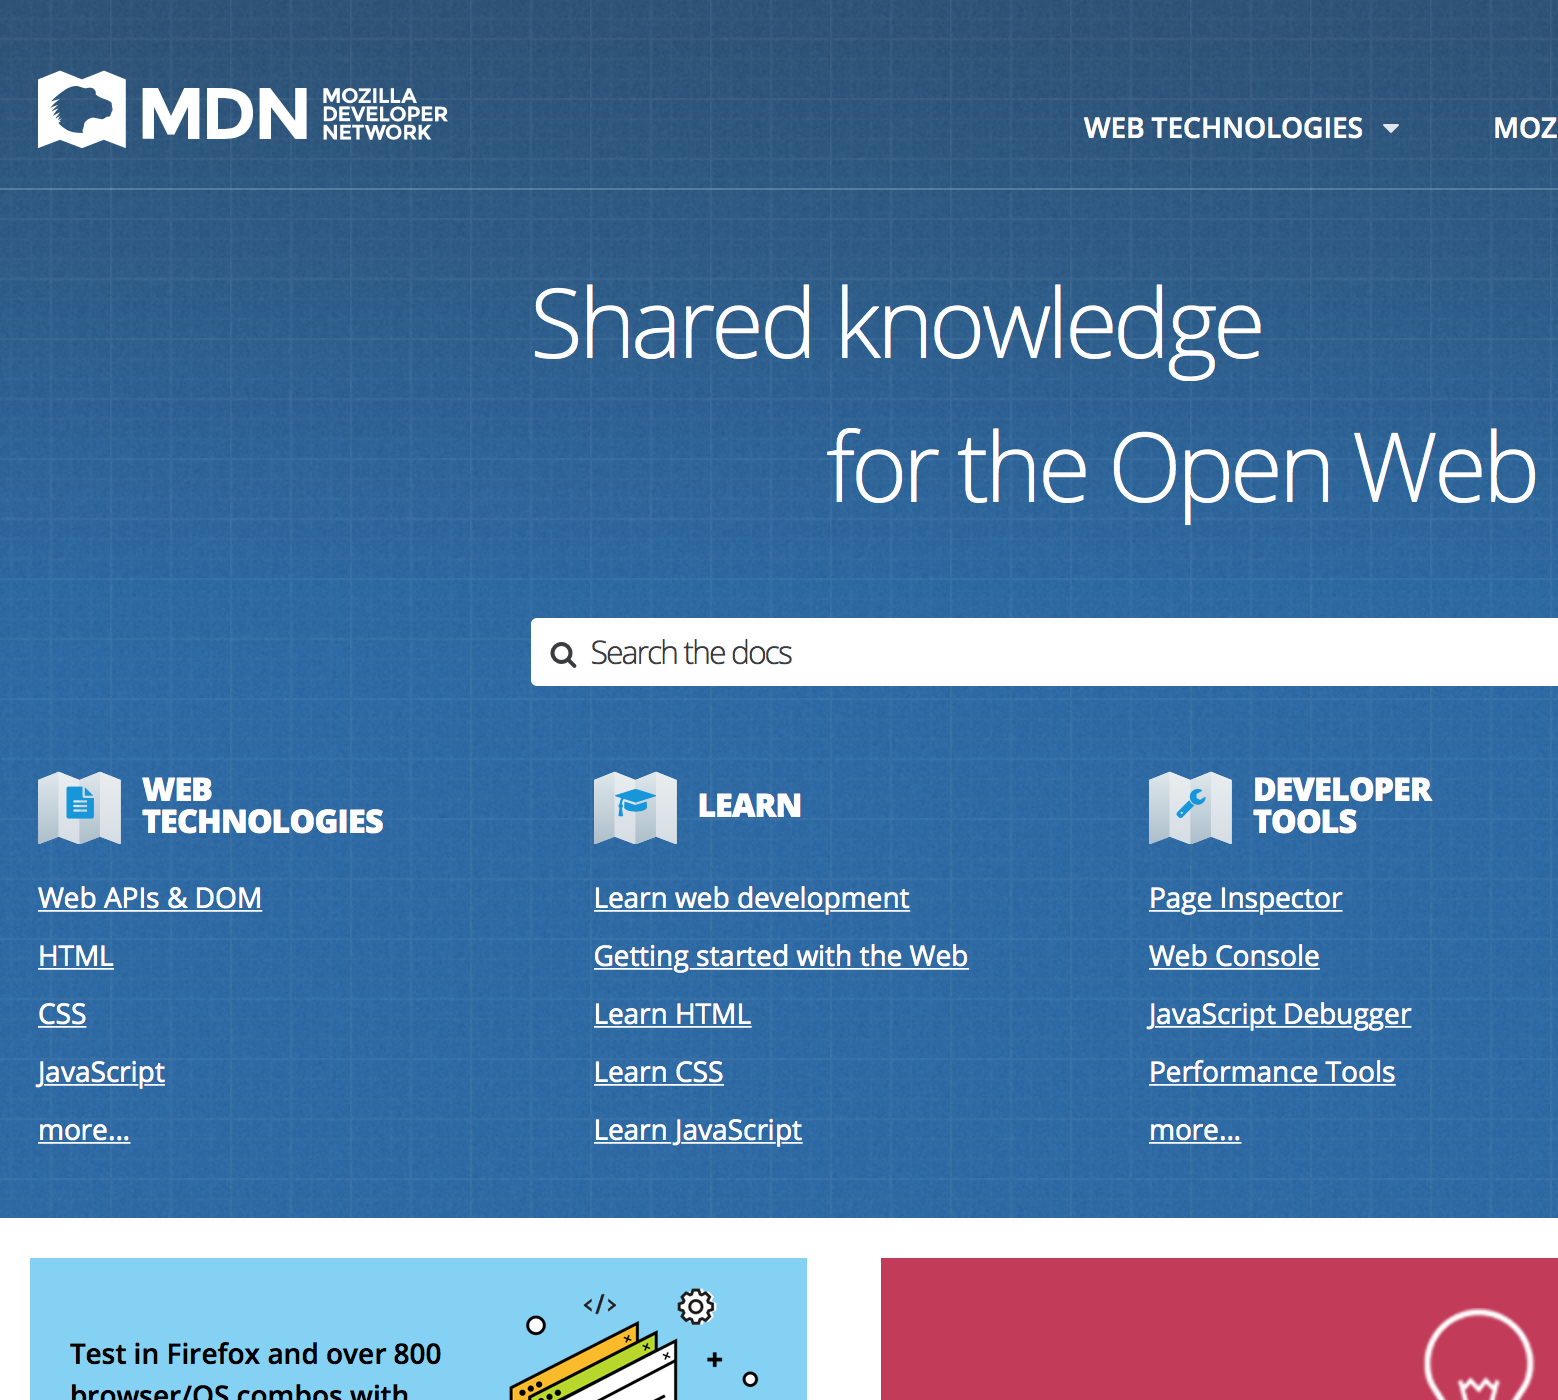 MDN MOZILLA
DEVELOPER
NETWORK
WEB TECHNOLOGIES
MOZ
Shared knowledge
for the Open Web
Search the docs
WEB
TECHNOLOGIES
Web APIs & DOM
HTML
CSS
JavaScript
more...
LEARN
Learn web development
Getting started with the Web
Learn HTML
Learn CSS
Learn JavaScript
DEVELOPER
TOOLS
Page Inspector
Web Console
JavaScript Debugger
Performance Tools
more...
</>
Test in Firefox and over 800
browser/OS combos with